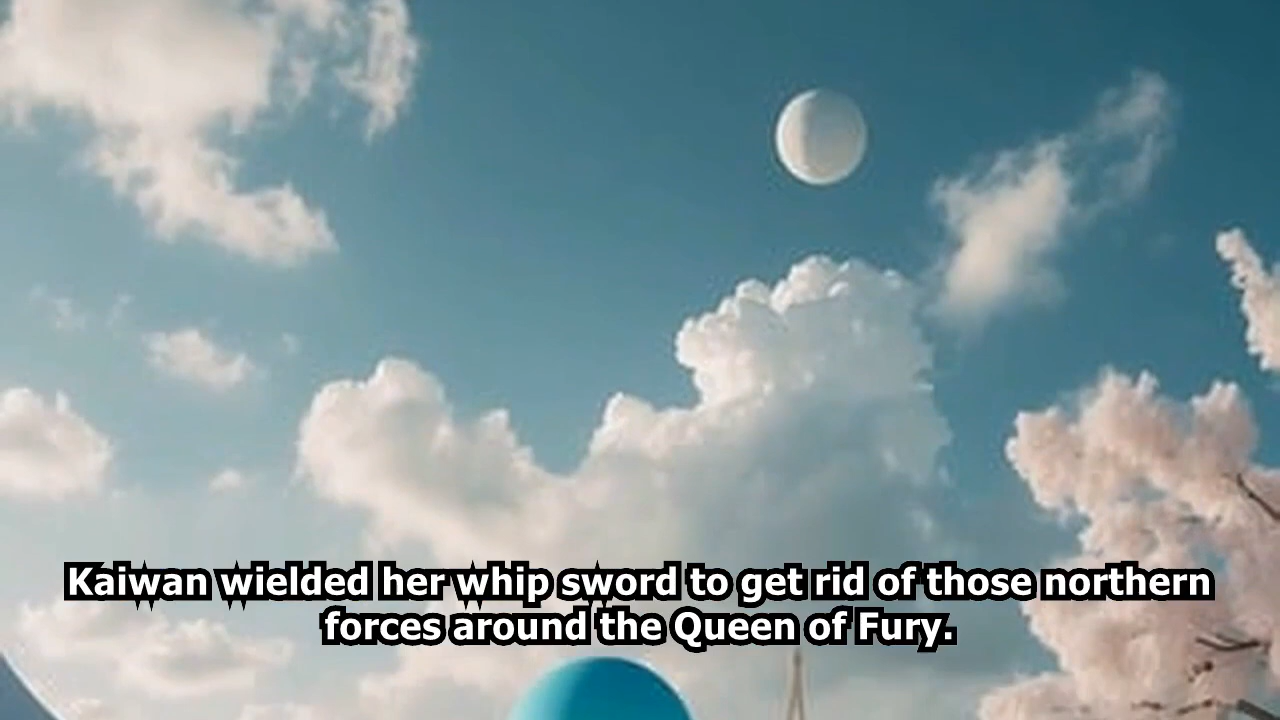 Kaiwan wielded her whip sword to get rid of those northern
forces around the Queen of Fury.